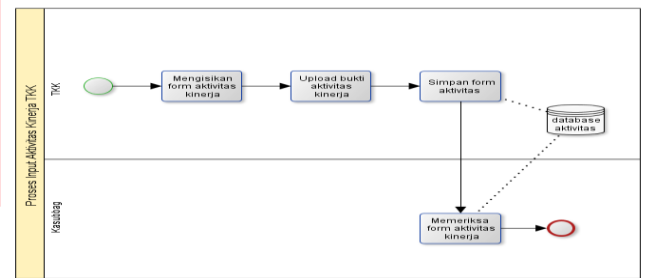 Proses Input Aktivitas Kinerja TKK
TKK
Mengisikan
form aktivitas
kinerja
Upload bukti
aktivitas
kinerja
Simpan form
aktivitas
database
aktivitas
Kasubbag
Memeriksa
form aktivitas
kinerja